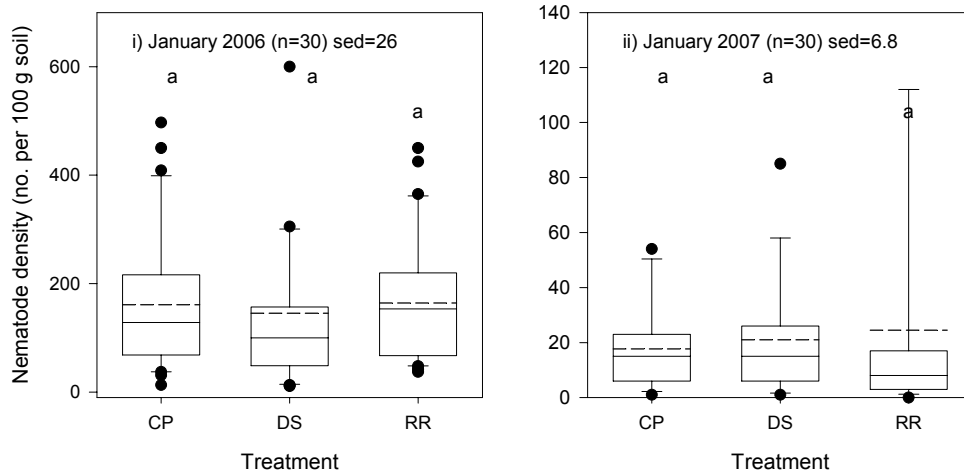 Nematode density (no. per 100 g soil)
i) January 2006 (n=30) sed=26
600
400
200
0
a
a
a
CP
DS
RR
Treatment
ii) January 2007 (n=30) sed=6.8
140
120
100
80
60
40
20
0
a
a
a
CP
DS
RR
Treatment